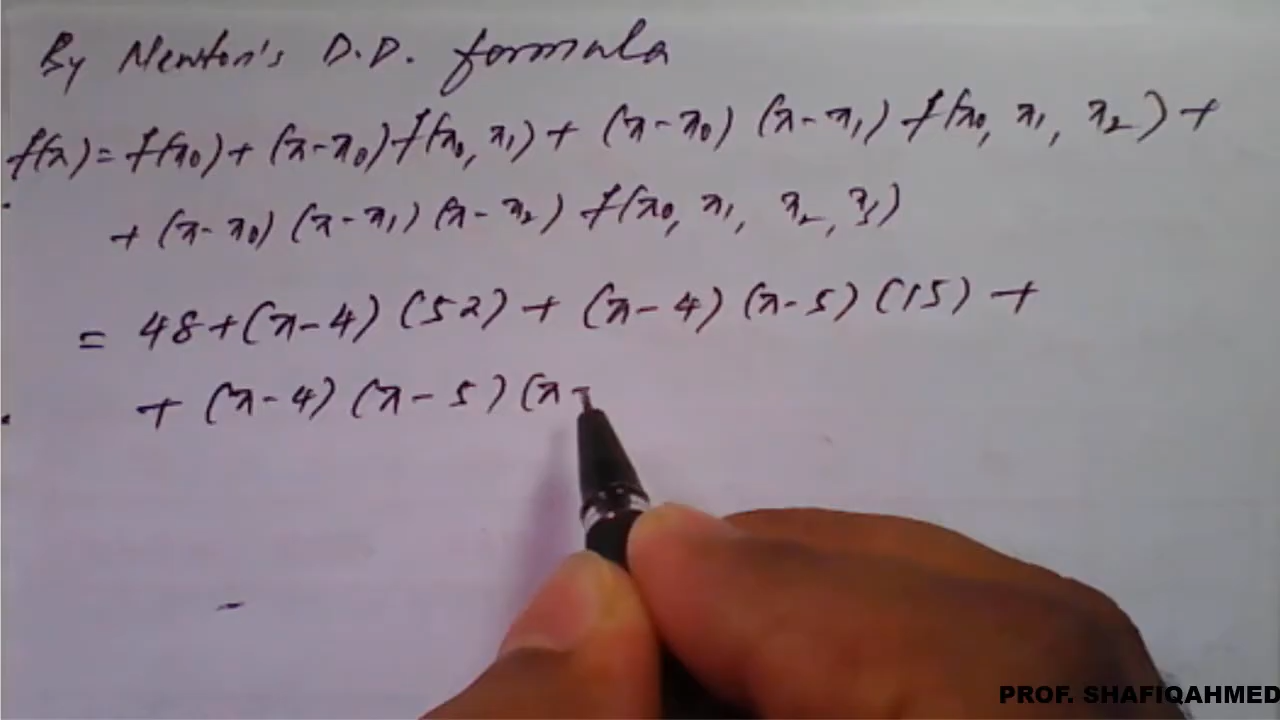 By Newton's D.D. formula
f(x) = f(x₀) + (x-x₀) f(x₀, x₁) + (x-x₀) (x-x₁) f(x₀, x₁, x₂) +
+ (x-x₀) (x-x₁) (x-x₂) f(x₀, x₁, x₂, x₃)
= 48 + (x-4) (52) + (x-4) (x-5) (15) +
+ (x-4) (x-5) (x-
PROF. SHAFIQAHMED